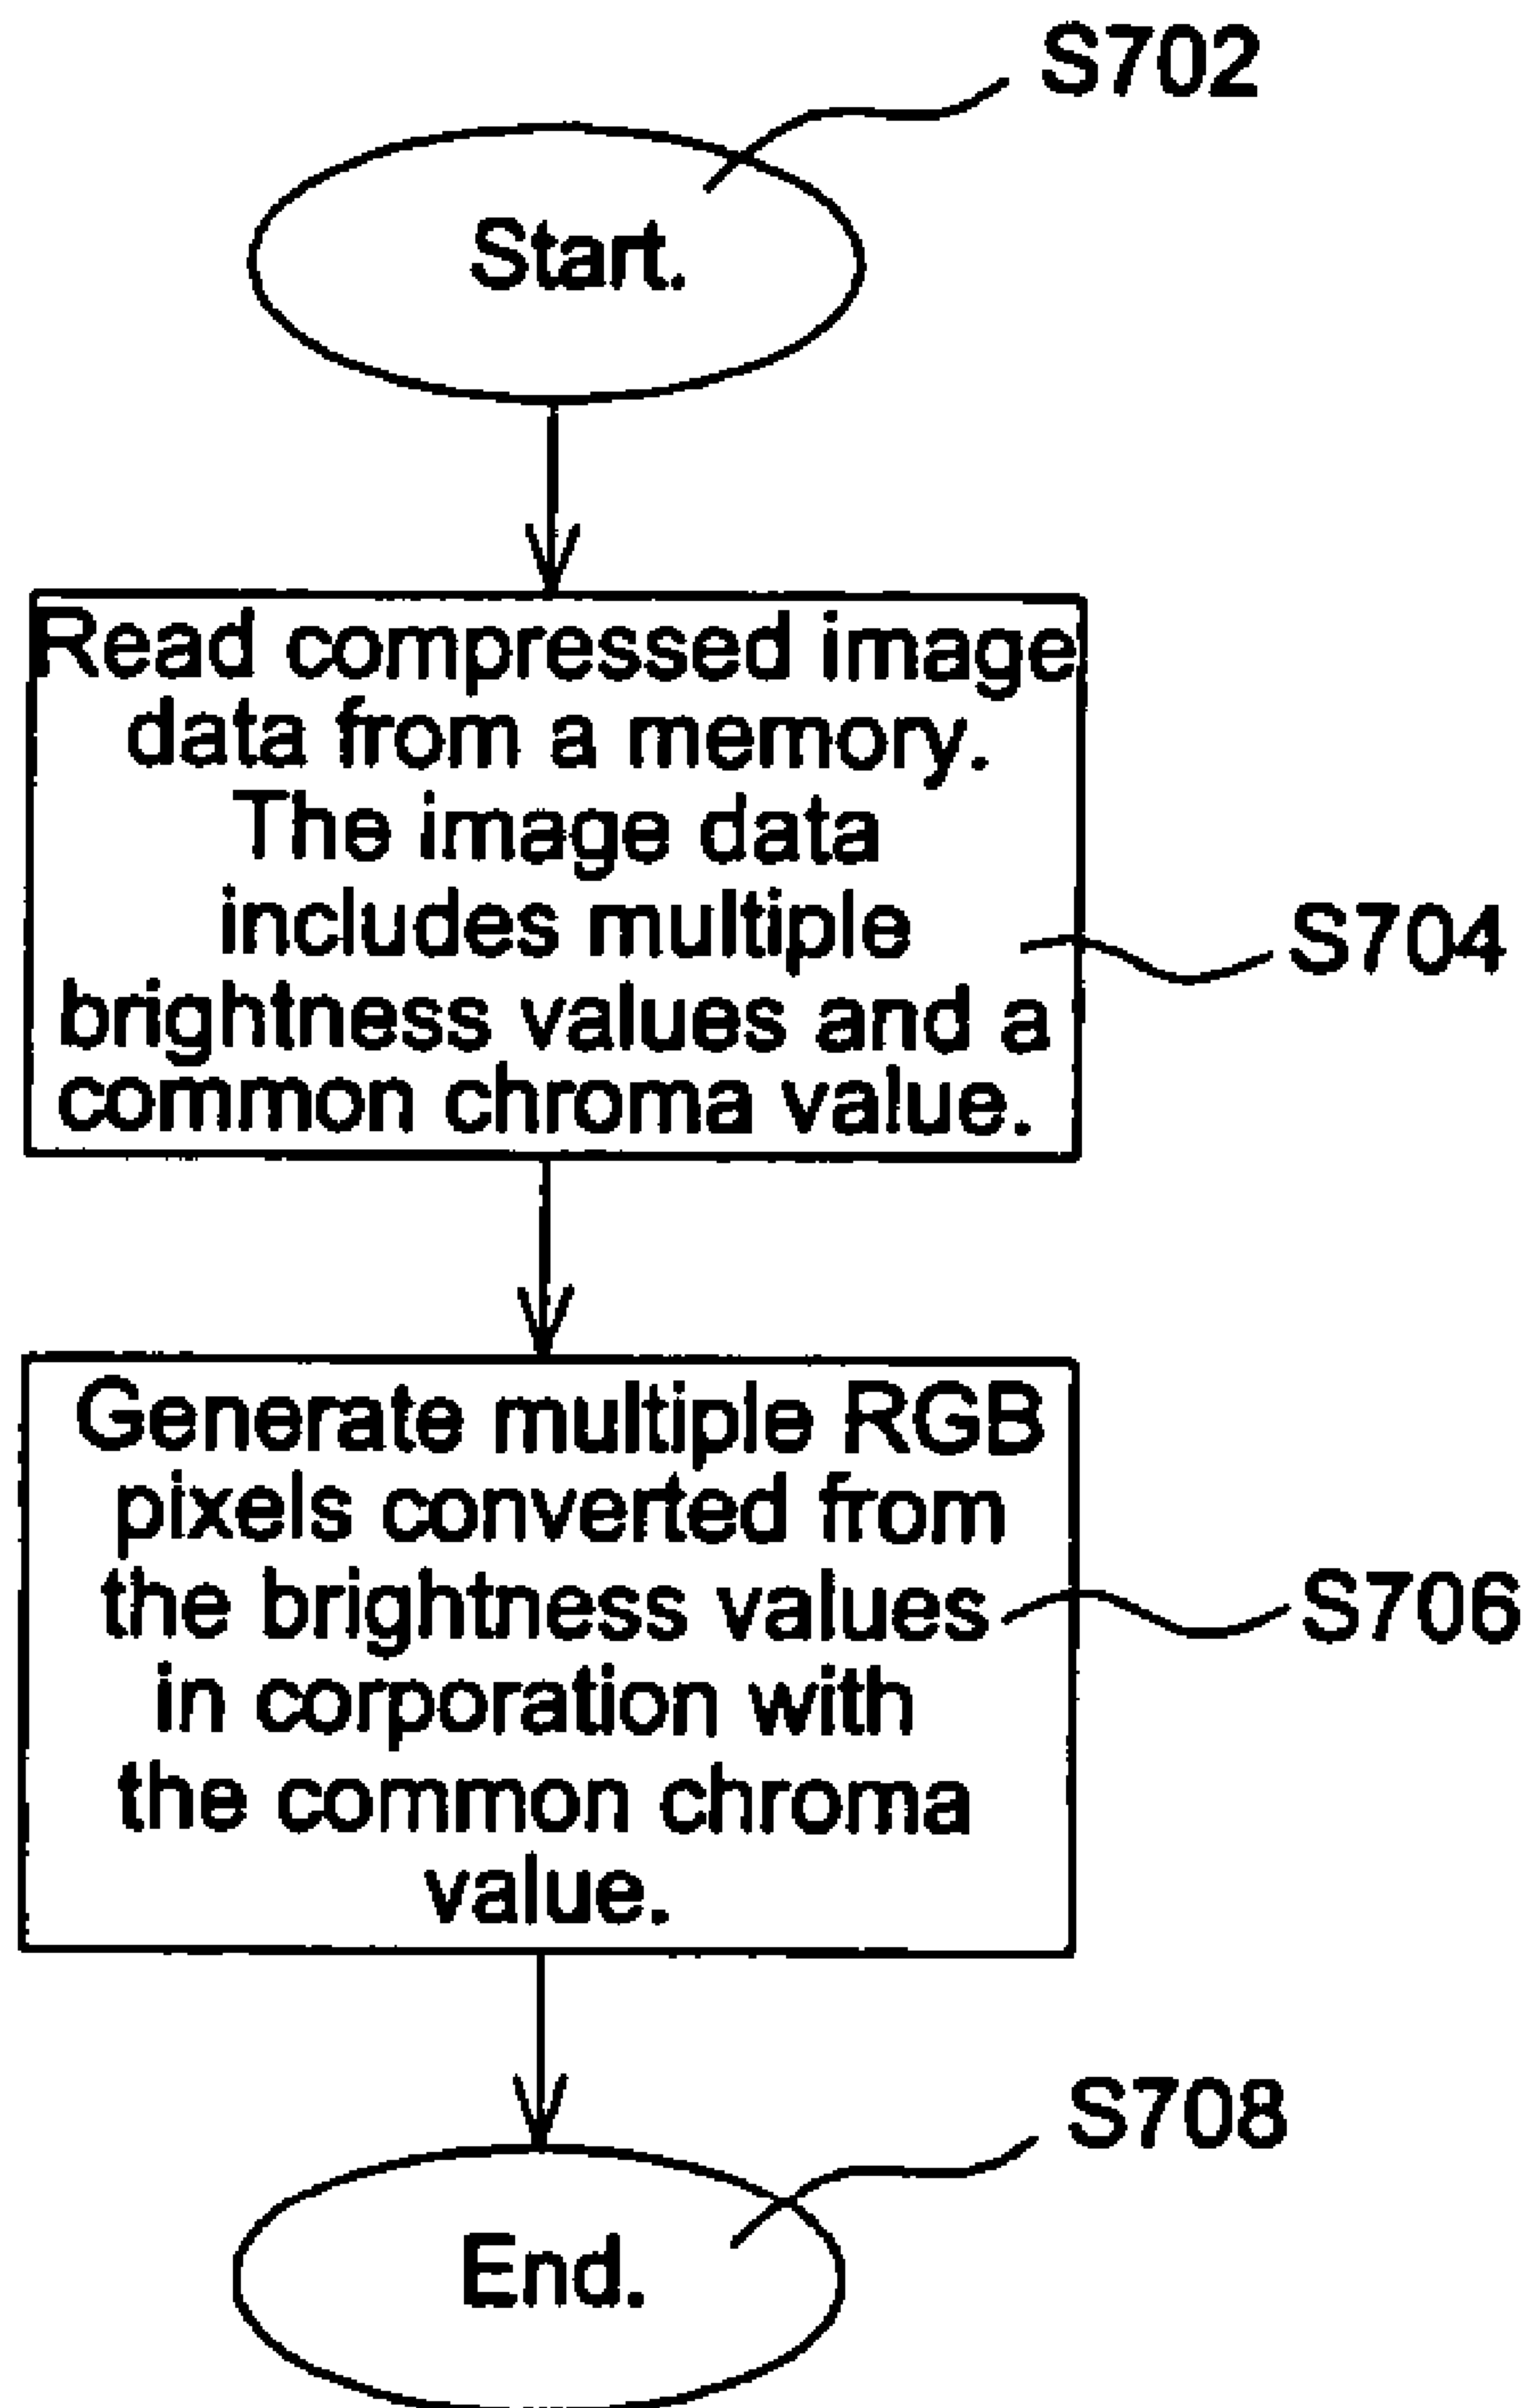 S702
Start.
Read compressed image
data from a memory.
The image data
includes multiple
brightness values and a
common chroma value.
S704
Generate multiple RGB
pixels converted from
the brightness values
in corporation with
the common chroma
value.
S706
S708
End.